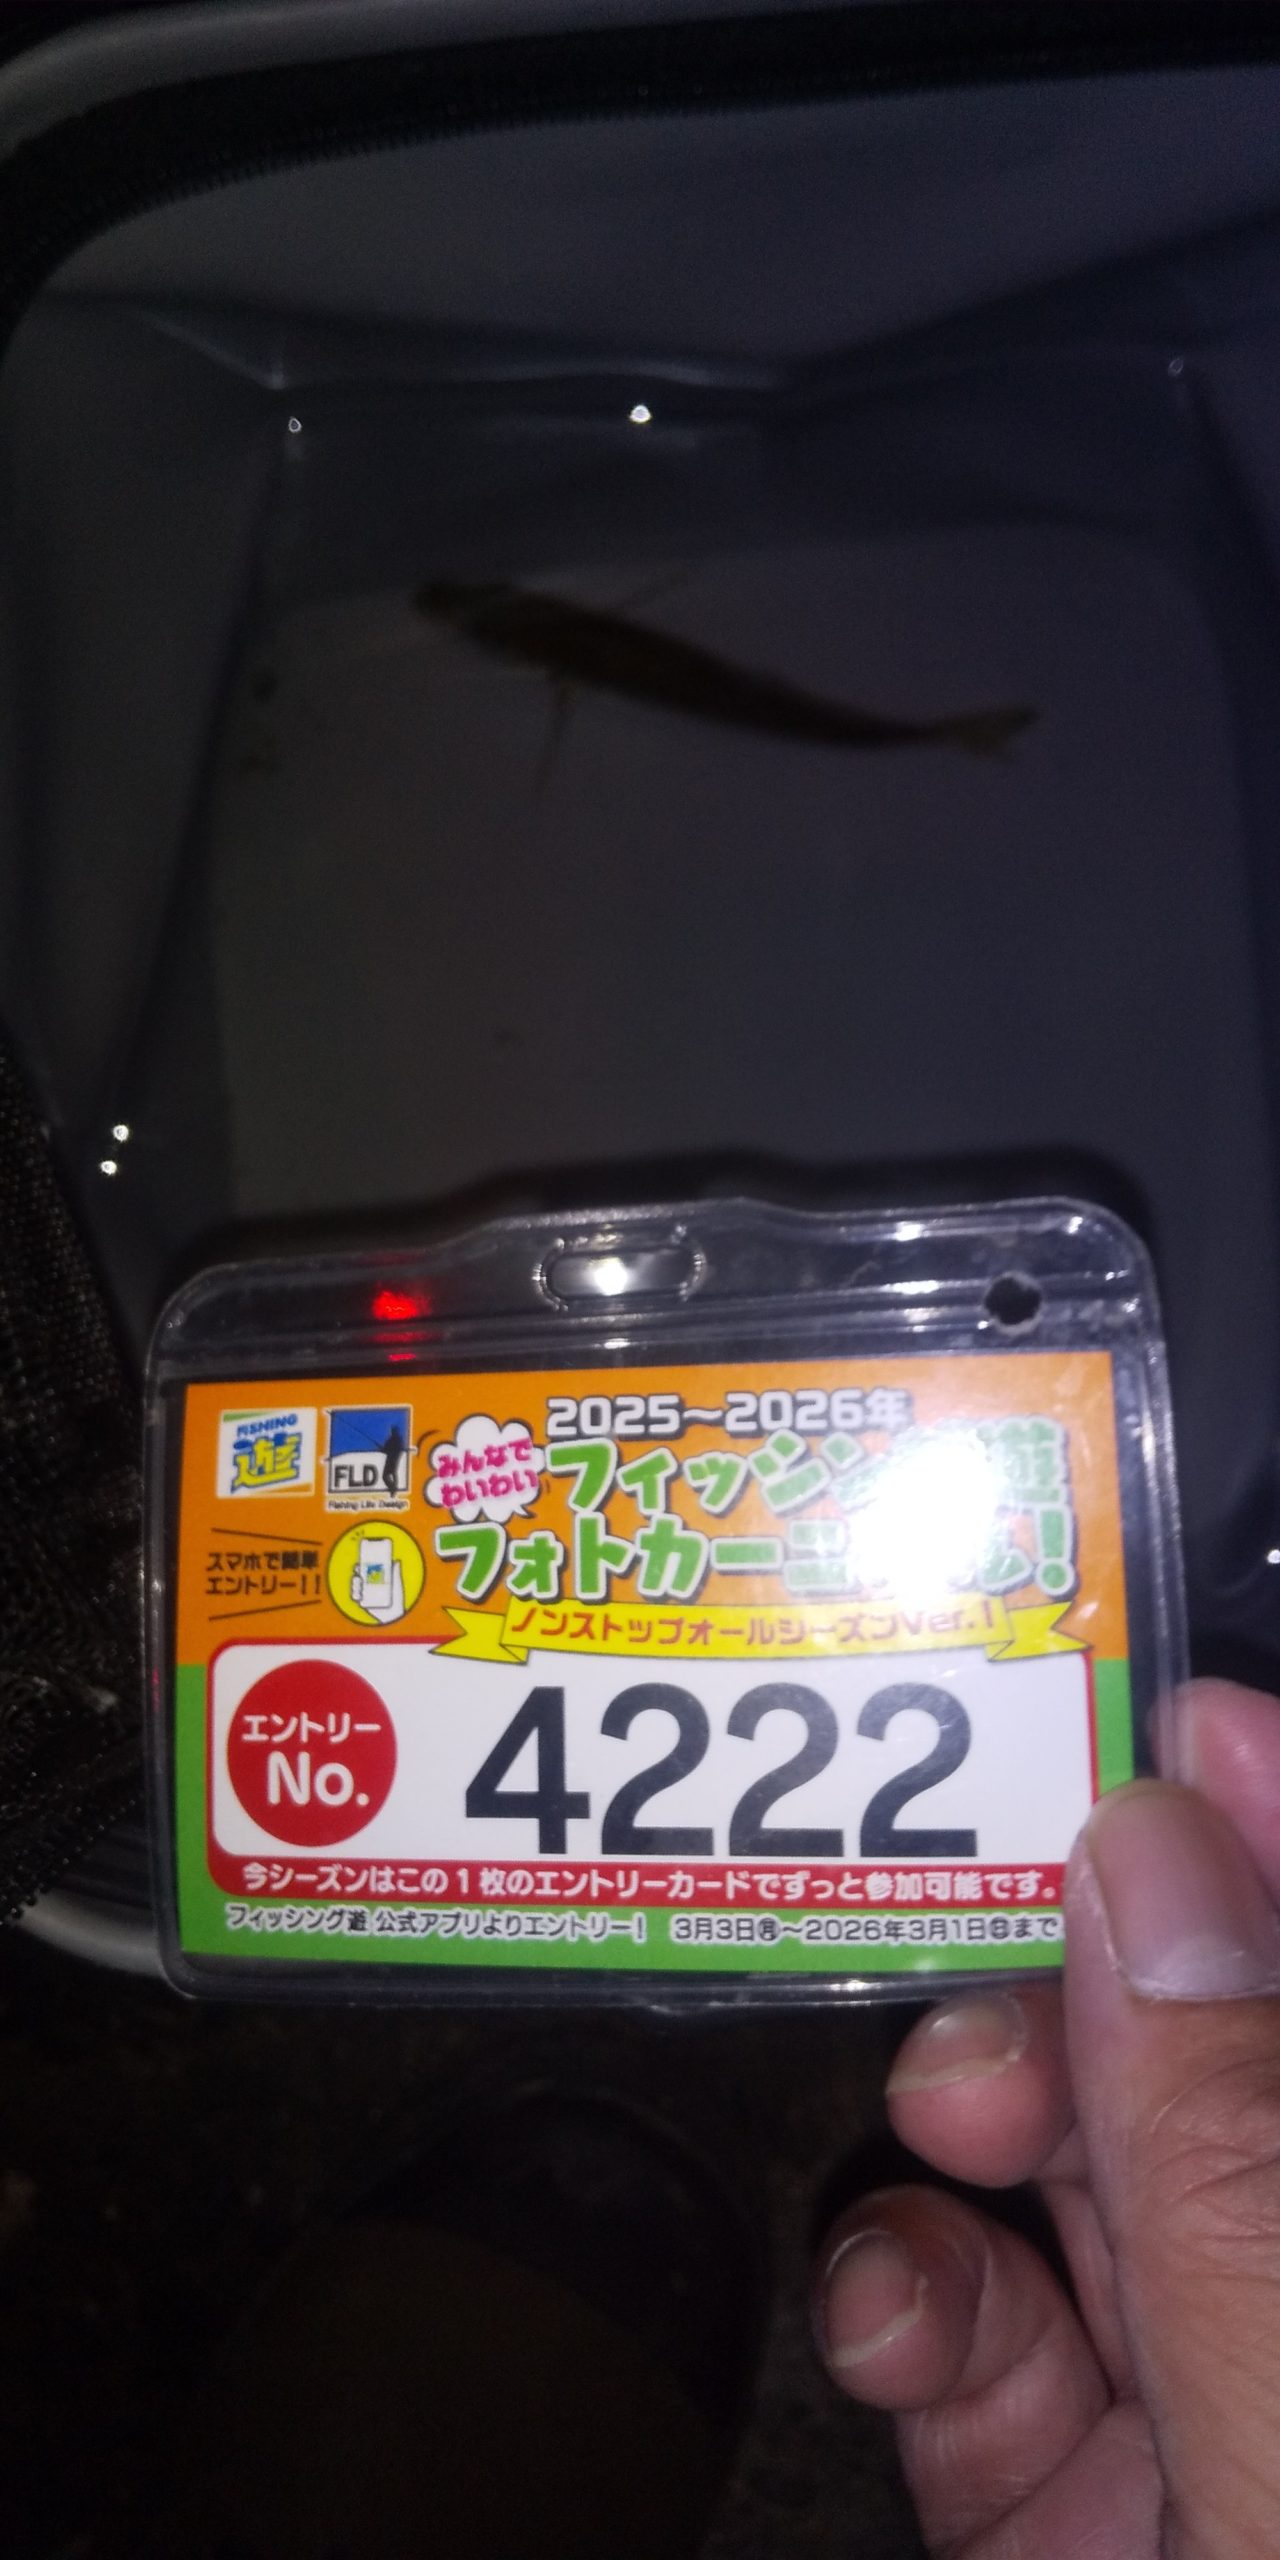 FISHING
遊
FLD
Fishing Life Design
2025～2026年
みんなで
わいわい
フィッシン 遊
フォトカーニ ル!
スマホで簡単
エントリー!!
ノンストップオールシーズンVer.1
エントリー
No.
4222
今シーズンはこの1枚のエントリーカードでずっと参加可能です。
フィッシング遊 公式アプリよりエントリー! 3月3日㊊～2026年3月1日㊐まで